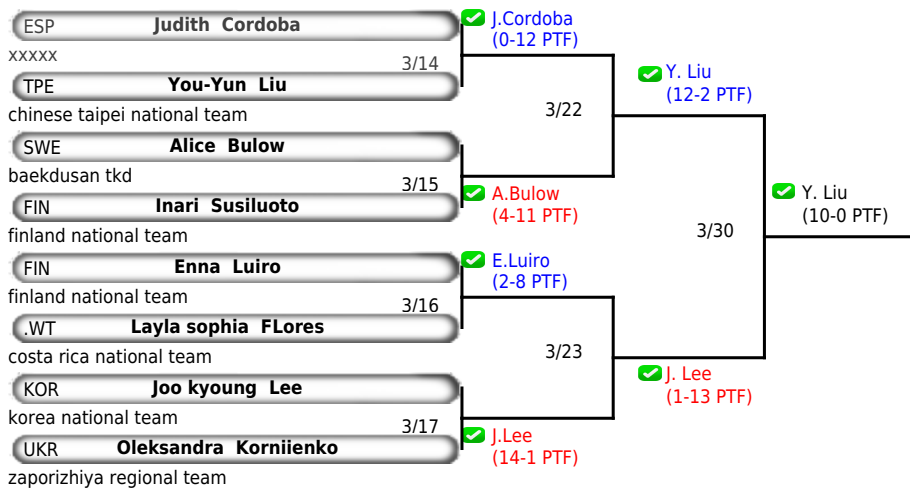 ESP Judith Cordoba
xxxxx
3/14
TPE You-Yun Liu
chinese taipei national team
SWE Alice Bulow
baekdusan tkd
3/15
FIN Inari Susiluoto
finland national team
FIN Enna Luiro
finland national team
3/16
.WT Layla sophia FLores
costa rica national team
KOR Joo kyoung Lee
korea national team
3/17
UKR Oleksandra Korniienko
zaporizhiya regional team
J.Cordoba
(0-12 PTF)
3/22
A.Bulow
(4-11 PTF)
E.Luiro
(2-8 PTF)
3/23
J.Lee
(14-1 PTF)
Y. Liu
(12-2 PTF)
3/30
J. Lee
(1-13 PTF)
Y. Liu
(10-0 PTF)